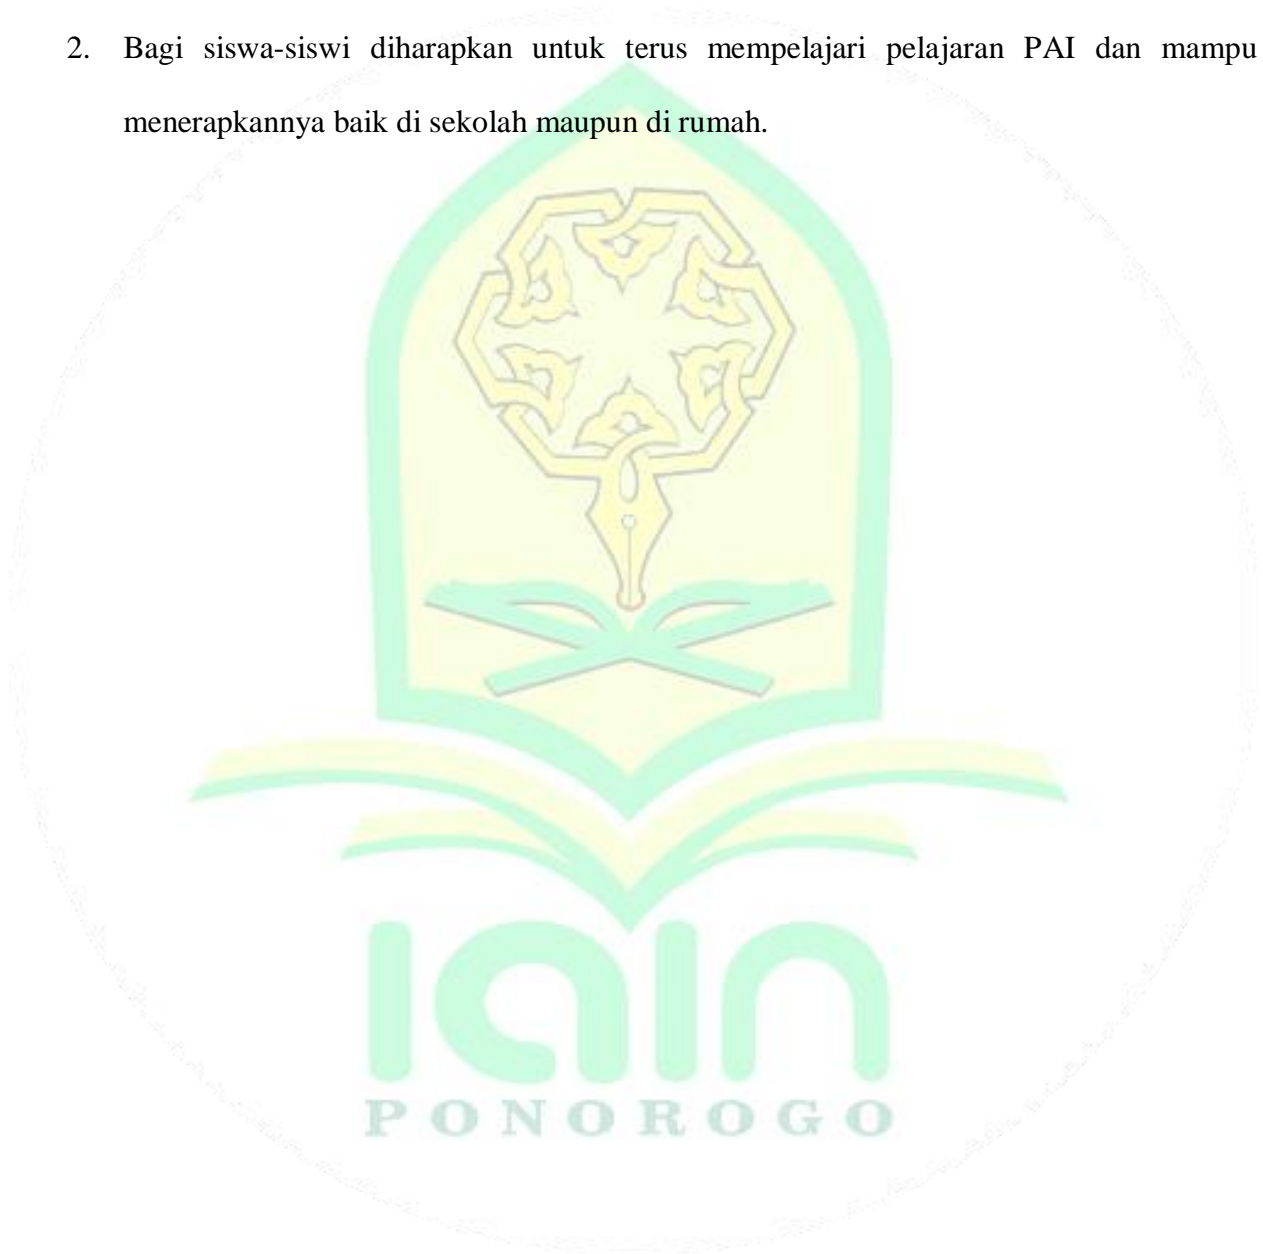 2. Bagi siswa-siswi diharapkan untuk terus mempelajari pelajaran PAI dan mampu
menerapkannya baik di sekolah maupun di rumah.
iain
PONOROGO